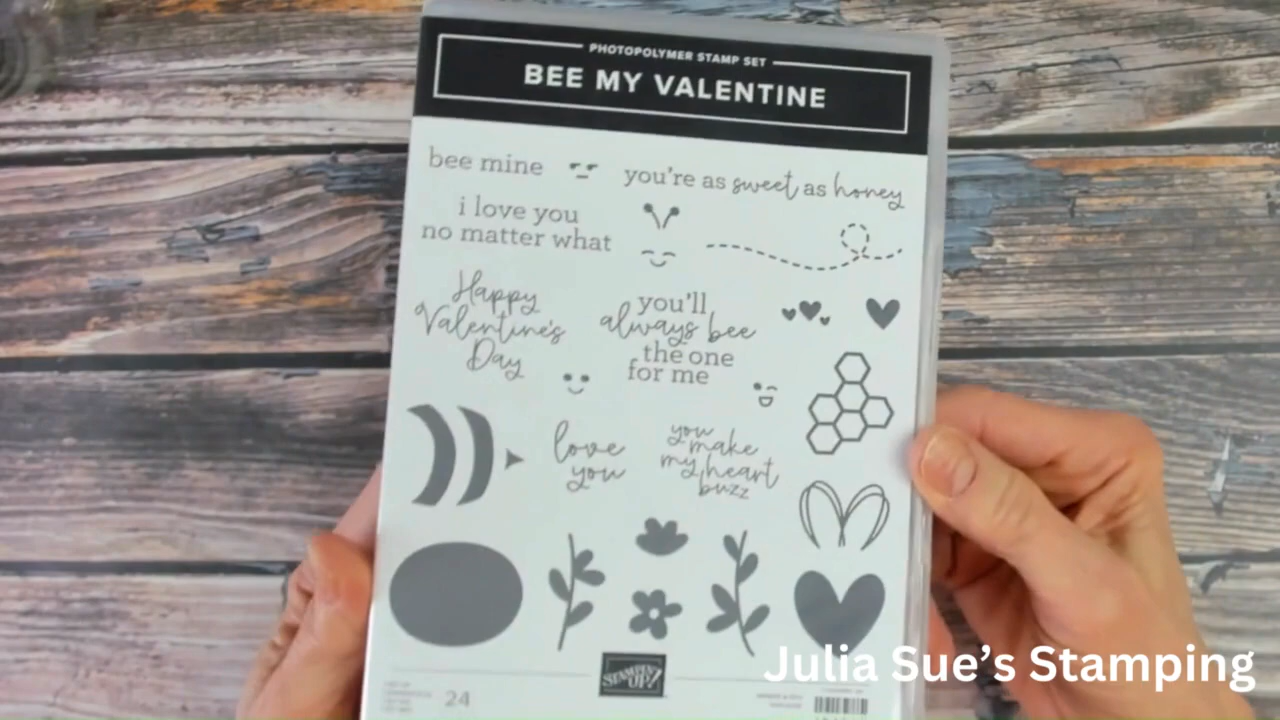 PHOTOPOLYMER STAMP SET
BEE MY VALENTINE
bee mine
you're as sweet as honey
i love you
no matter what
Happy
Valentine's
Day
you'll
always bee
the one
for me
love
you
you
make
my heart
buzz
STAMPIN' UP!
24
Julia Sue's Stamping